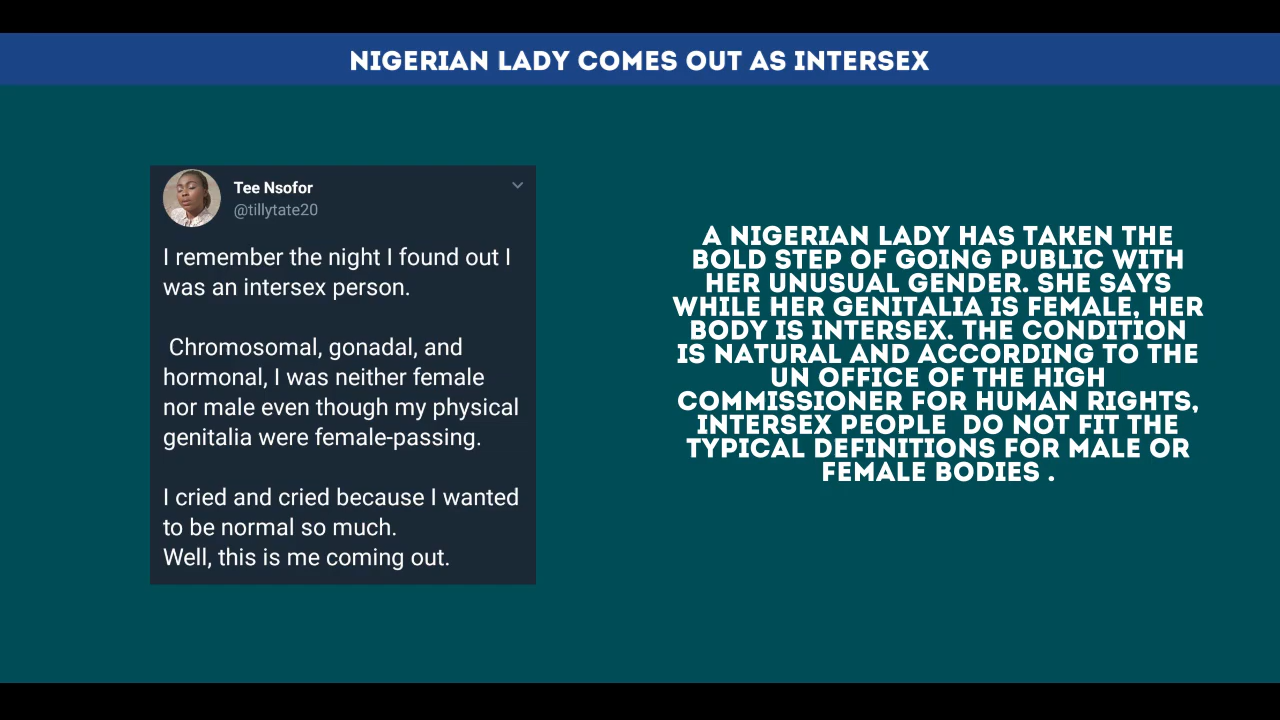 NIGERIAN LADY COMES OUT AS INTERSEX
Tee Nsofor
@tillytate20
I remember the night I found out I
was an intersex person.
Chromosomal, gonadal, and
hormonal, I was neither female
nor male even though my physical
genitalia were female-passing.
I cried and cried because I wanted
to be normal so much.
Well, this is me coming out.
A NIGERIAN LADY HAS TAKEN THE
BOLD STEP OF GOING PUBLIC WITH
HER UNUSUAL GENDER. SHE SAYS
WHILE HER GENITALIA IS FEMALE, HER
BODY IS INTERSEX. THE CONDITION
IS NATURAL AND ACCORDING TO THE
UN OFFICE OF THE HIGH
COMMISSIONER FOR HUMAN RIGHTS,
INTERSEX PEOPLE  DO NOT FIT THE
TYPICAL DEFINITIONS FOR MALE OR
FEMALE BODIES .